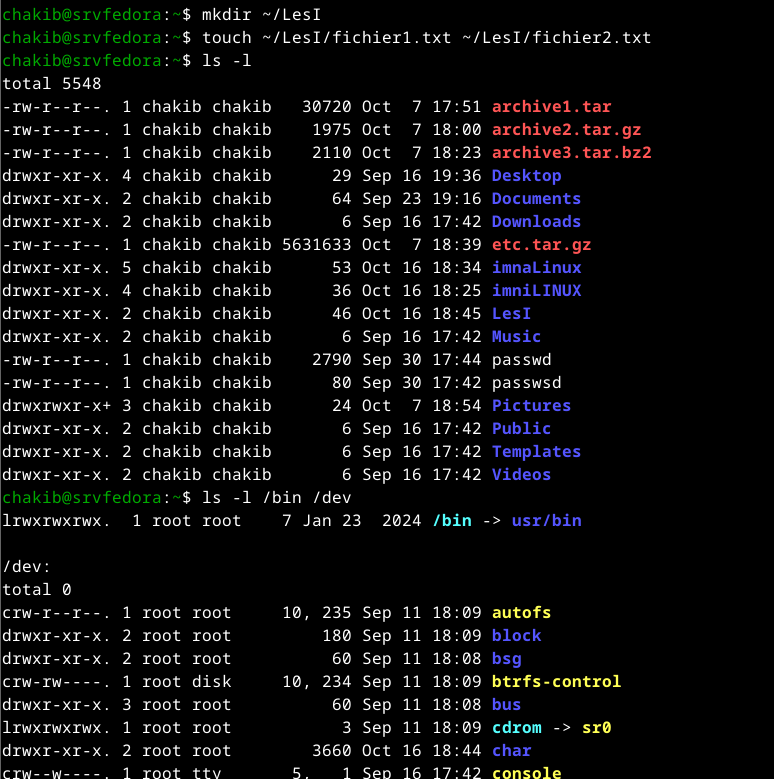 chakib@srvfedora:~$ mkdir ~/LesI
chakib@srvfedora:~$ touch ~/LesI/fichier1.txt ~/LesI/fichier2.txt
chakib@srvfedora:~$ ls -l
total 5548
-rw-r--r--. 1 chakib chakib   30720 Oct  7 17:51 archive1.tar
-rw-r--r--. 1 chakib chakib    1975 Oct  7 18:00 archive2.tar.gz
-rw-r--r--. 1 chakib chakib    2110 Oct  7 18:23 archive3.tar.bz2
drwxr-xr-x. 4 chakib chakib      29 Sep 16 19:36 Desktop
drwxr-xr-x. 2 chakib chakib      64 Sep 23 19:16 Documents
drwxr-xr-x. 2 chakib chakib       6 Sep 16 17:42 Downloads
-rw-r--r--. 1 chakib chakib 5631633 Oct  7 18:39 etc.tar.gz
drwxr-xr-x. 5 chakib chakib      53 Oct 16 18:34 imnaLinux
drwxr-xr-x. 4 chakib chakib      36 Oct 16 18:25 imniLINUX
drwxr-xr-x. 2 chakib chakib      46 Oct 16 18:45 LesI
drwxr-xr-x. 2 chakib chakib       6 Sep 16 17:42 Music
-rw-r--r--. 1 chakib chakib    2790 Sep 30 17:44 passwd
-rw-r--r--. 1 chakib chakib      80 Sep 30 17:42 passwsd
drwxrwxr-x+ 3 chakib chakib      24 Oct  7 18:54 Pictures
drwxr-xr-x. 2 chakib chakib       6 Sep 16 17:42 Public
drwxr-xr-x. 2 chakib chakib       6 Sep 16 17:42 Templates
drwxr-xr-x. 2 chakib chakib       6 Sep 16 17:42 Videos
chakib@srvfedora:~$ ls -l /bin /dev
lrwxrwxrwx.  1 root root    7 Jan 23  2024 /bin -> usr/bin

/dev:
total 0
crw-r--r--. 1 root root     10, 235 Sep 11 18:09 autofs
drwxr-xr-x. 2 root root         180 Sep 11 18:09 block
drwxr-xr-x. 2 root root          60 Sep 11 18:08 bsg
crw-rw----. 1 root disk     10, 234 Sep 11 18:09 btrfs-control
drwxr-xr-x. 3 root root          60 Sep 11 18:08 bus
lrwxrwxrwx. 1 root root           3 Sep 11 18:09 cdrom -> sr0
drwxr-xr-x. 2 root root        3660 Oct 16 18:44 char
crw--w----. 1 root tty       5,   1 Sep 16 17:42 console